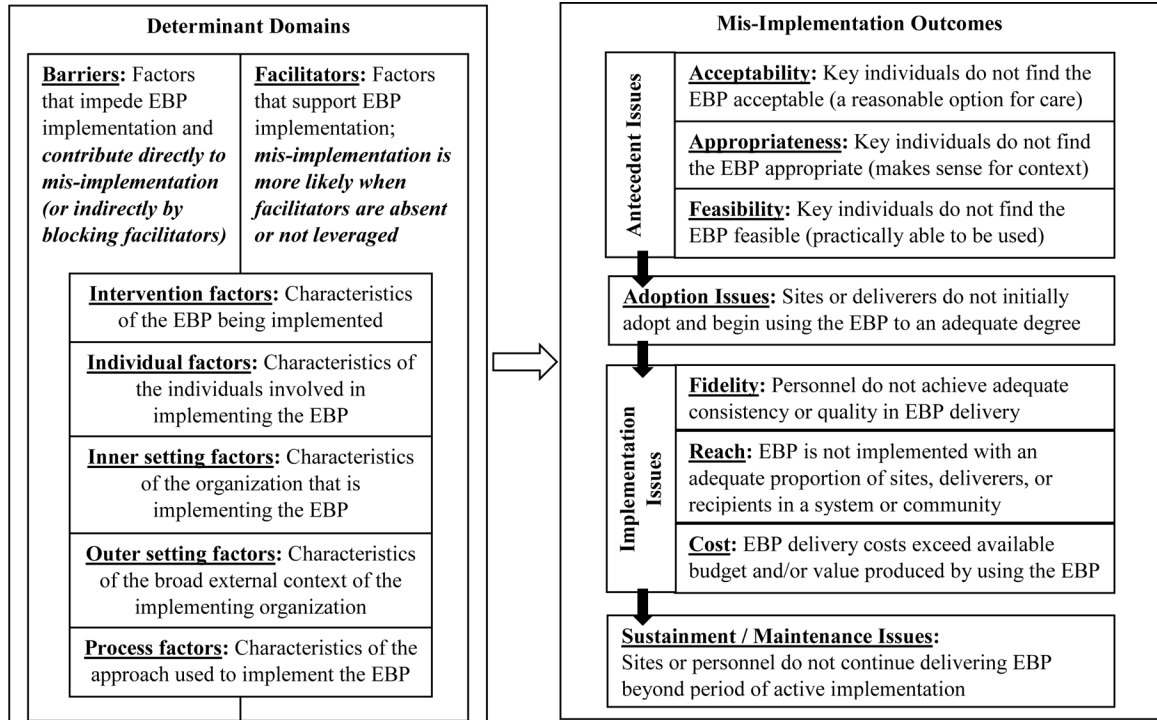 Determinant Domains
Barriers: Factors
that impede EBP
implementation and
contribute directly to
mis-implementation
(or indirectly by
blocking facilitators)
Facilitators: Factors
that support EBP
implementation;
mis-implementation is
more likely when
facilitators are absent
or not leveraged
Intervention factors: Characteristics
of the EBP being implemented
Individual factors: Characteristics of
the individuals involved in
implementing the EBP
Inner setting factors: Characteristics
of the organization that is
implementing the EBP
Outer setting factors: Characteristics
of the broad external context of the
implementing organization
Process factors: Characteristics of the
approach used to implement the EBP
Mis-Implementation Outcomes
Antecedent Issues
Acceptability: Key individuals do not find the
EBP acceptable (a reasonable option for care)
Appropriateness: Key individuals do not find
the EBP appropriate (makes sense for context)
Feasibility: Key individuals do not find the
EBP feasible (practically able to be used)
Adoption Issues: Sites or deliverers do not initially
adopt and begin using the EBP to an adequate degree
Implementation
Issues
Fidelity: Personnel do not achieve adequate
consistency or quality in EBP delivery
Reach: EBP is not implemented with an
adequate proportion of sites, deliverers, or
recipients in a system or community
Cost: EBP delivery costs exceed available
budget and/or value produced by using the EBP
Sustainment / Maintenance Issues:
Sites or personnel do not continue delivering EBP
beyond period of active implementation